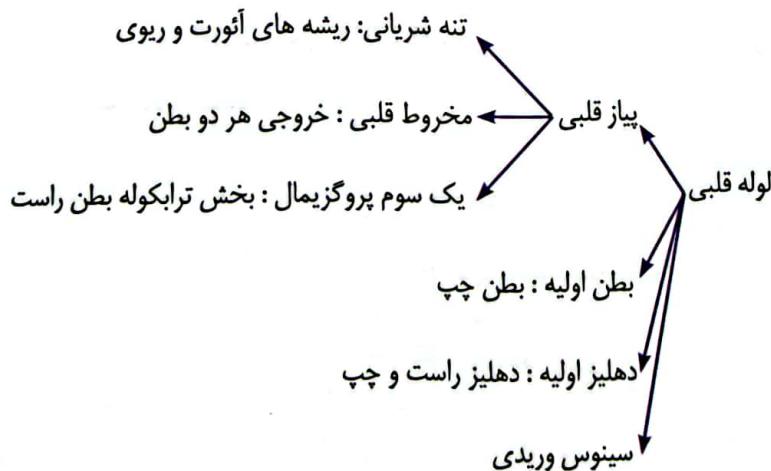 تنه شریانی: ریشه های آئورت و ریوی
پیاز قلبی
مخروط قلبی : خروجی هر دو بطن
لوله قلبی
یک سوم پروگزیمال : بخش ترابکوله بطن راست
بطن اولیه : بطن چپ
دهلیز اولیه : دهلیز راست و چپ
سینوس وریدی